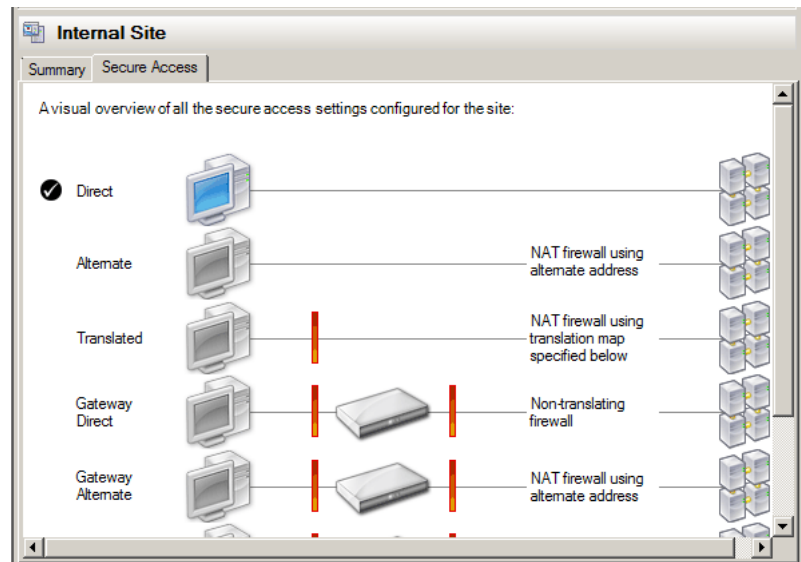 Internal Site
Summary
Secure Access
A visual overview of all the secure access settings configured for the site:
Direct
Alternate
NAT firewall using
alternate address
Translated
NAT firewall using
translation map
specified below
Gateway
Direct
Non-translating
firewall
Gateway
Alternate
NAT firewall using
alternate address